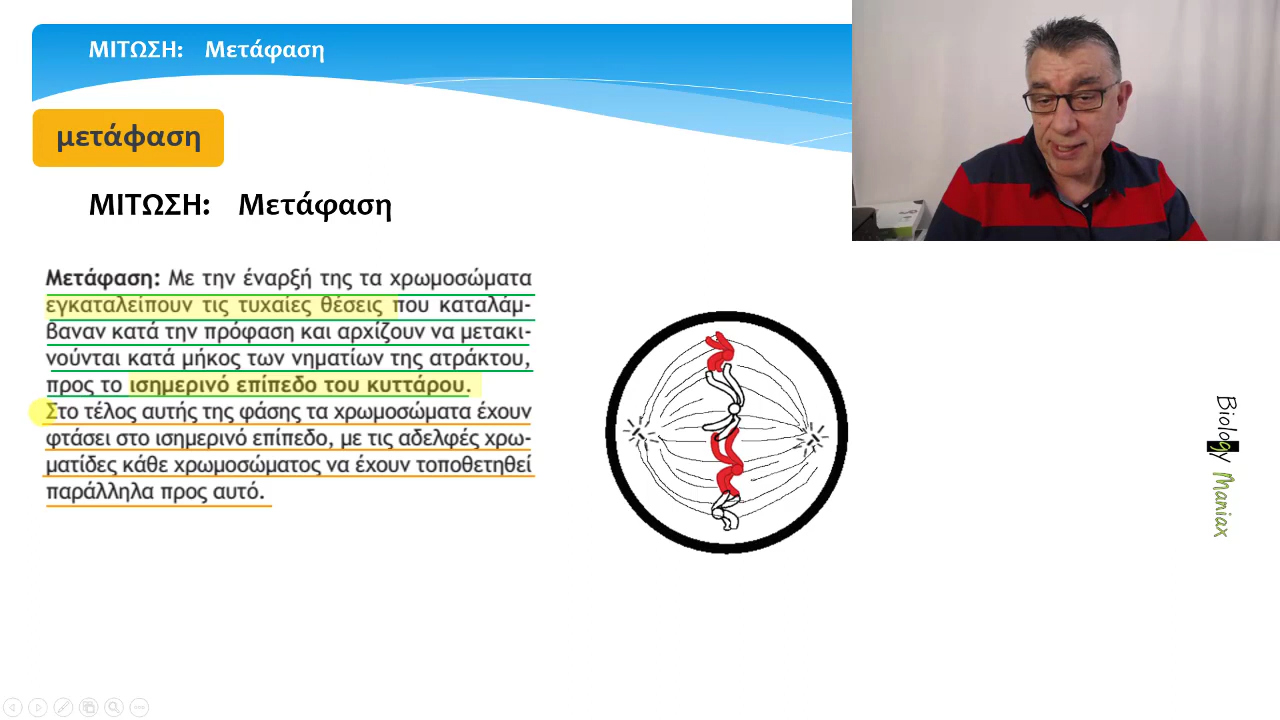 ΜΙΤΩΣΗ: Μετάφαση
μετάφαση
ΜΙΤΩΣΗ: Μετάφαση
Μετάφαση: Με την έναρξή της τα χρωμοσώματα
εγκαταλείπουν τις τυχαίες θέσεις που καταλάμ-
βαναν κατά την πρόφαση και αρχίζουν να μετακι-
νούνται κατά μήκος των νηματίων της ατράκτου,
προς το ισημερινό επίπεδο του κυττάρου.
Στο τέλος αυτής της φάσης τα χρωμοσώματα έχουν
φτάσει στο ισημερινό επίπεδο, με τις αδελφές χρω-
ματίδες κάθε χρωμοσώματος να έχουν τοποθετηθεί
παράλληλα προς αυτό.
Biology Maniax